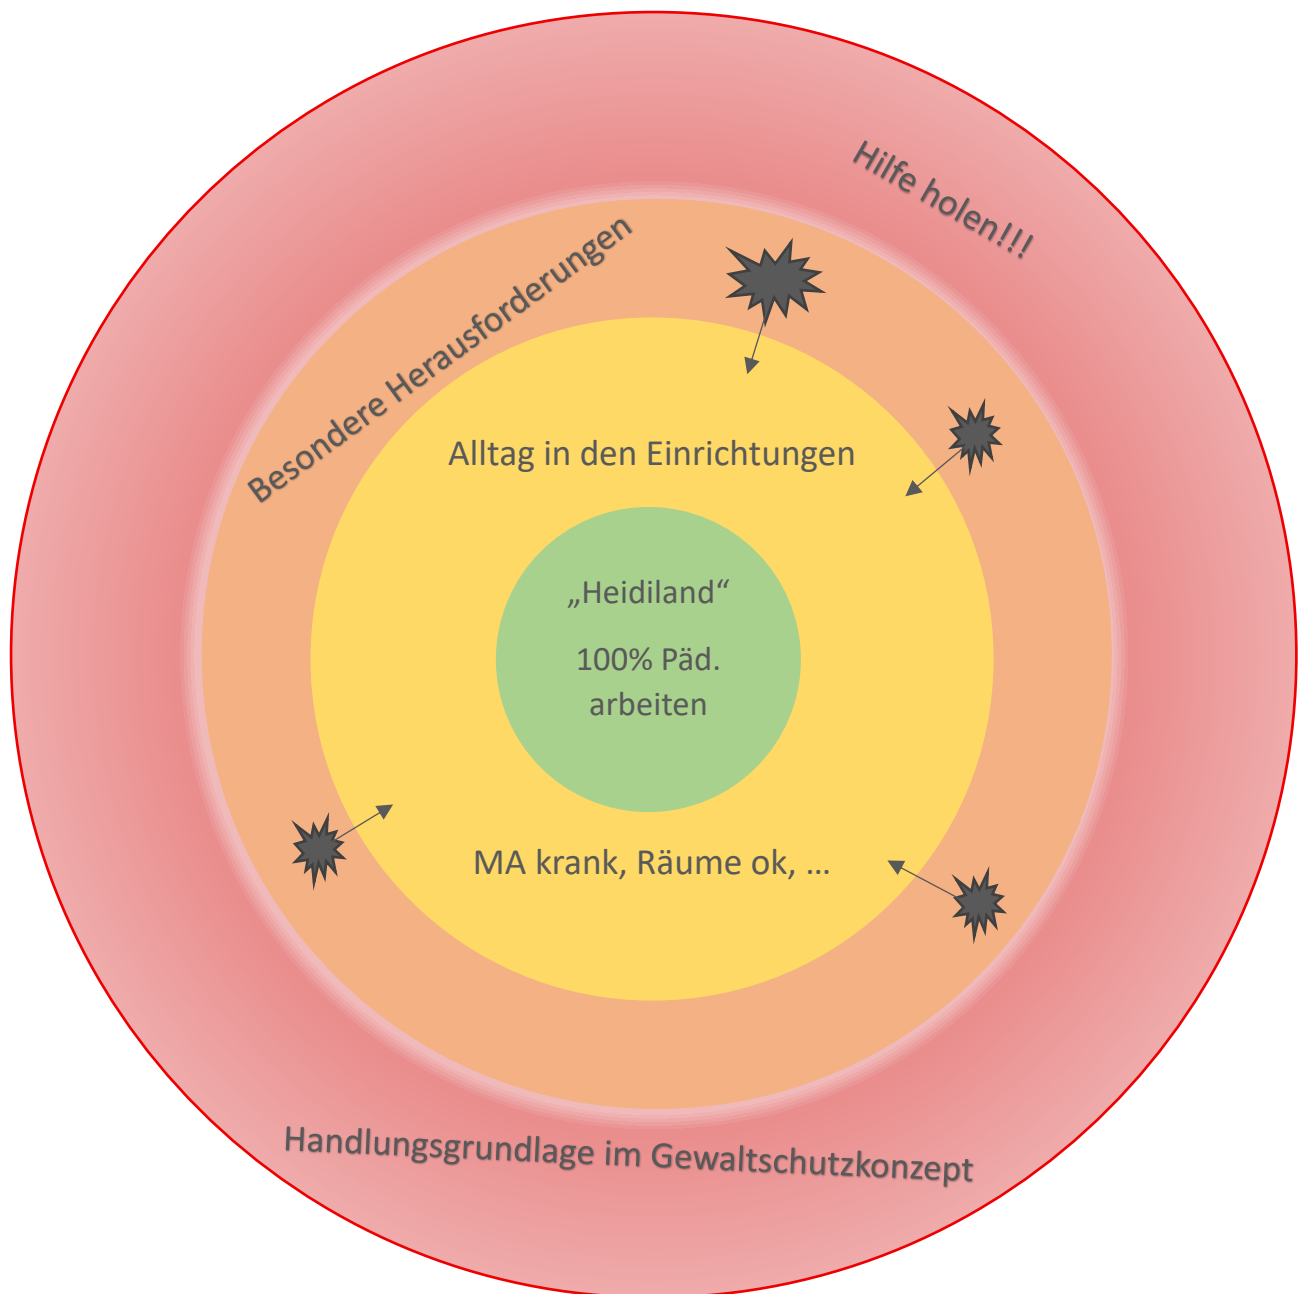 Hilfe holen!!!
Besondere Herausforderungen
Alltag in den Einrichtungen
„Heidiland“
100% Päd.
arbeiten
MA krank, Räume ok, ...
Handlungsgrundlage im Gewaltschutzkonzept